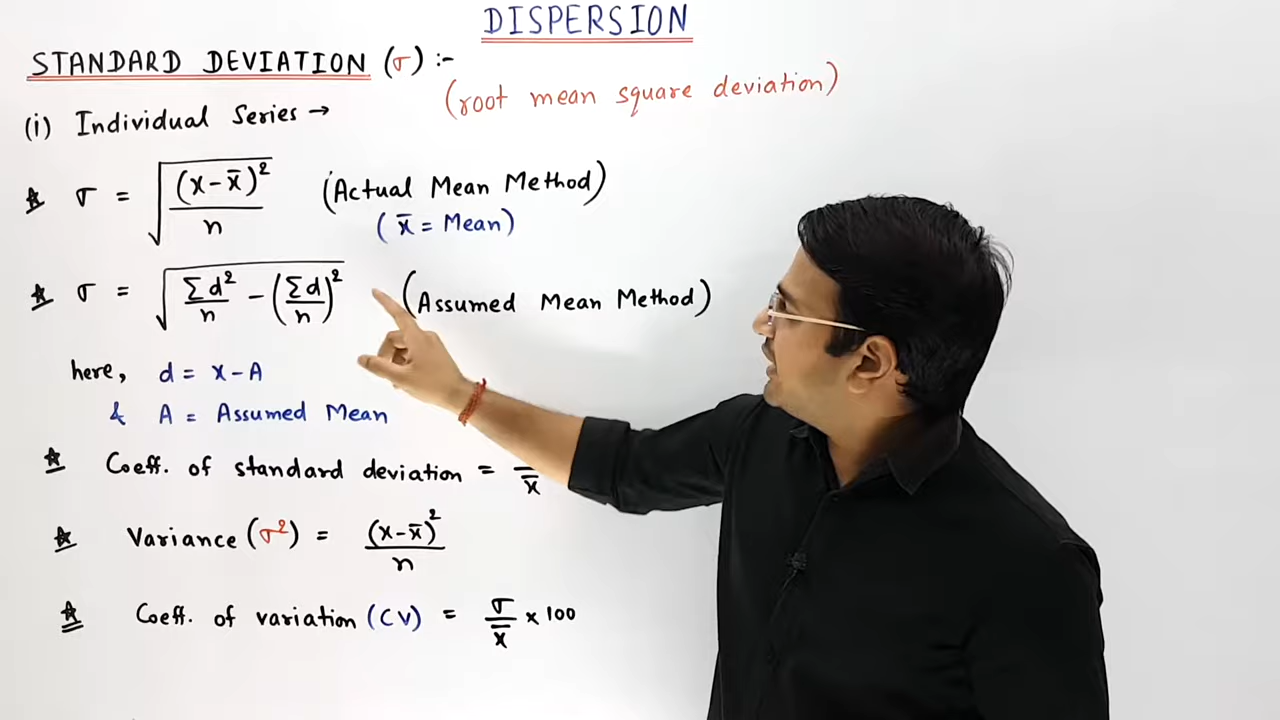 DISPERSION
STANDARD DEVIATION (σ) :-
(root mean square deviation)
(i) Individual Series →
σ = √((x-x̄)²/n) (Actual Mean Method)
(x̄ = Mean)
σ = √(Σd²/n - (Σd/n)²) (Assumed Mean Method)
here, d = x-A
& A = Assumed Mean
Coeff. of standard deviation = /x̄
Variance (σ²) = (x-x̄)²/n
Coeff. of variation (CV) = σ/x̄ × 100